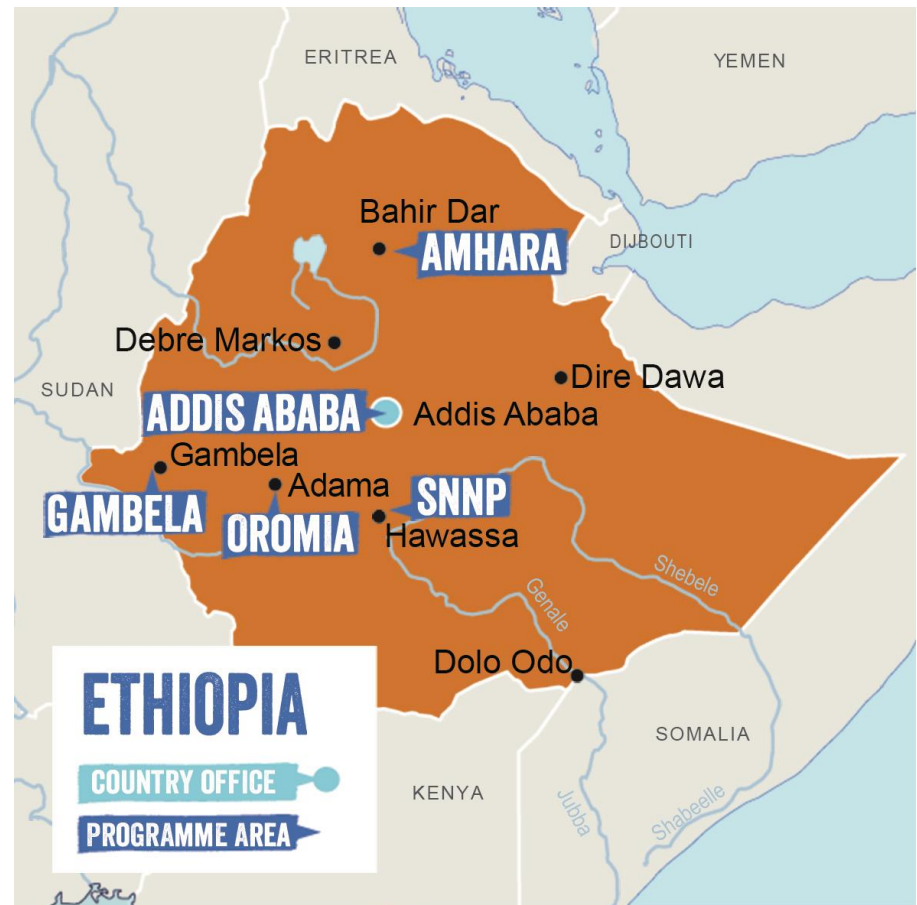 ERITREA
YEMEN
Bahir Dar
AMHARA
DIJBOUTI
Debre Markos
Dire Dawa
SUDAN
ADDIS ABABA
Addis Ababa
Gambela
GAMBELA
Adama
OROMIA
SNNP
Hawassa
Shebele
Genale
Dolo Odo
ETHIOPIA
COUNTRY OFFICE
PROGRAMME AREA
SOMALIA
KENYA
Jubba
Shabeelle